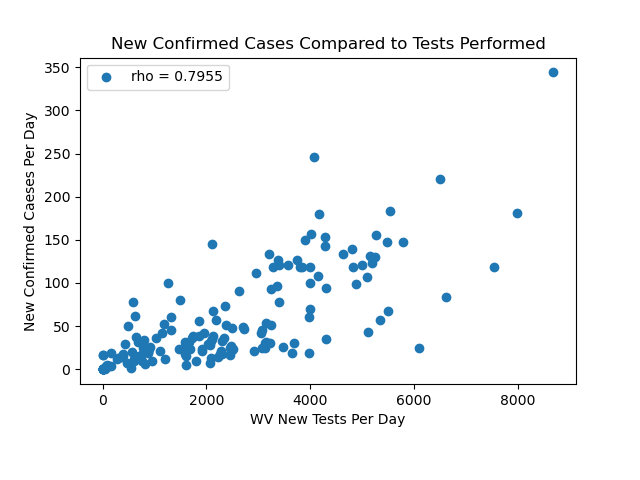 New Confirmed Cases Compared to Tests Performed
rho = 0.7955
New Confirmed Caeses Per Day
350
300
250
200
150
100
50
0
0 2000 4000 6000 8000
WV New Tests Per Day